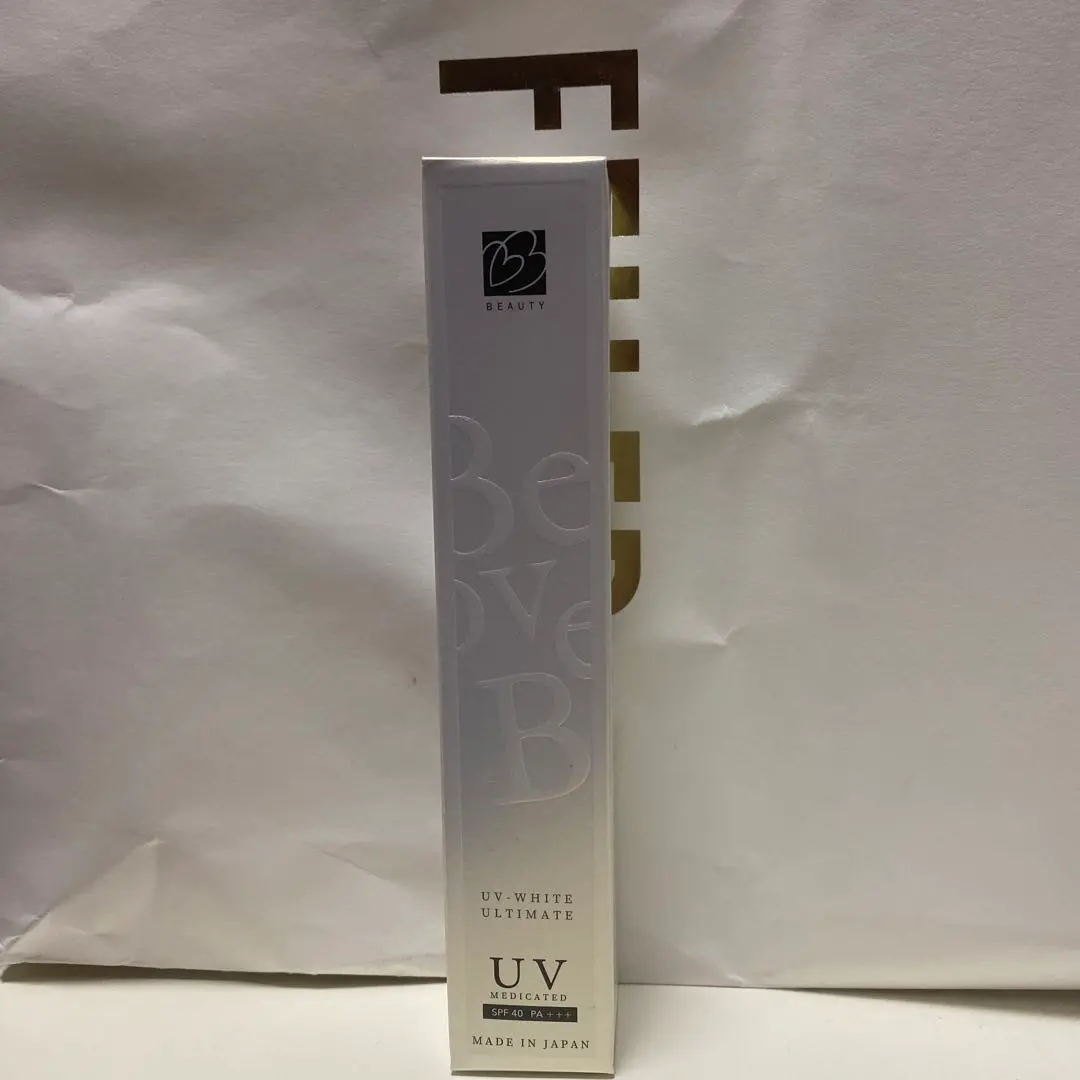 BEAUTY
Be
ove
B
UV-WHITE
ULTIMATE
UV
MEDICATED
SPF 40 PA +++
MADE IN JAPAN